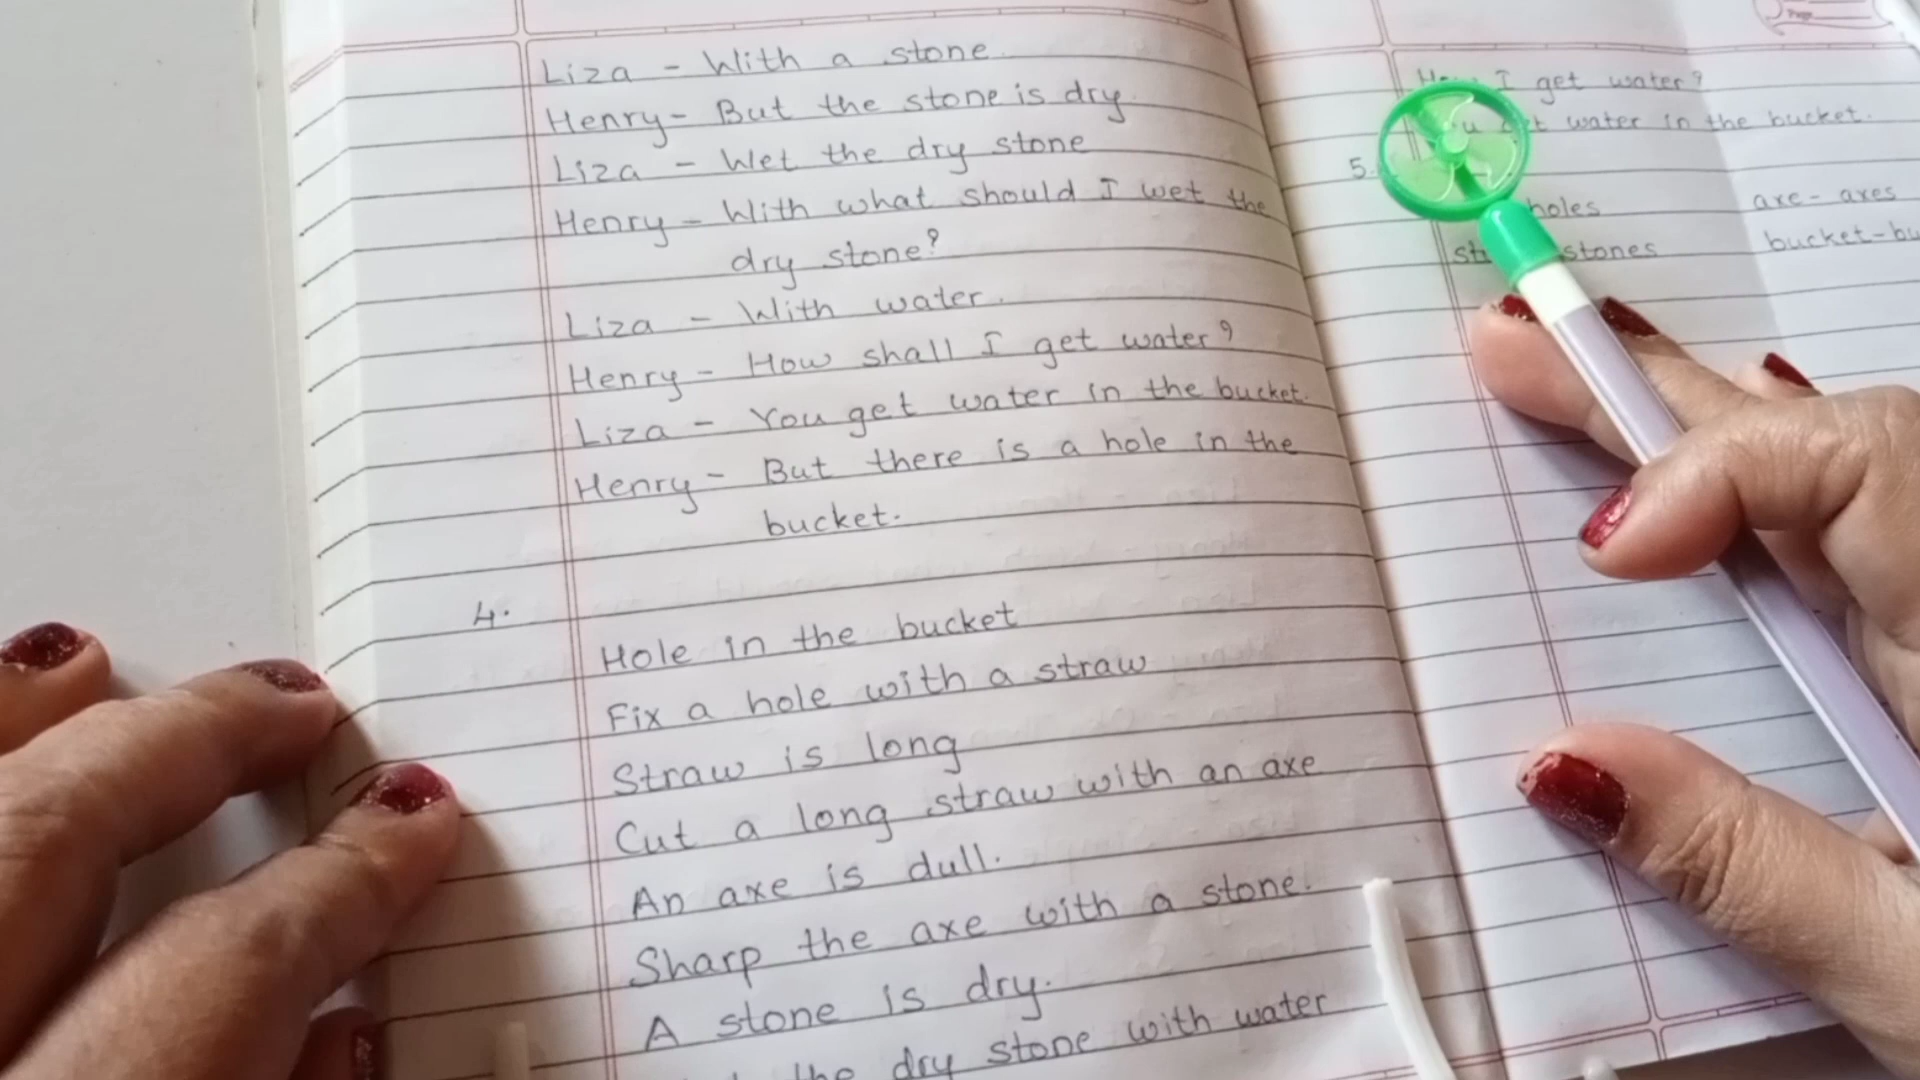 Liza - With a stone
Henry - But the stone is dry.
Liza - Wet the dry stone
Henry - With what should I wet the
dry stone?
Liza - With water.
Henry - How shall I get water?
Liza - You get water in the bucket.
Henry - But there is a hole in the
bucket.
4.
Hole in the bucket
Fix a hole with a straw
Straw is long
Cut a long straw with an axe
An axe is dull.
Sharp the axe with a stone.
A stone is dry.
the dry stone with water
I get water?
water in the bucket.
5.
holes axe - axes
stones bucket - bu